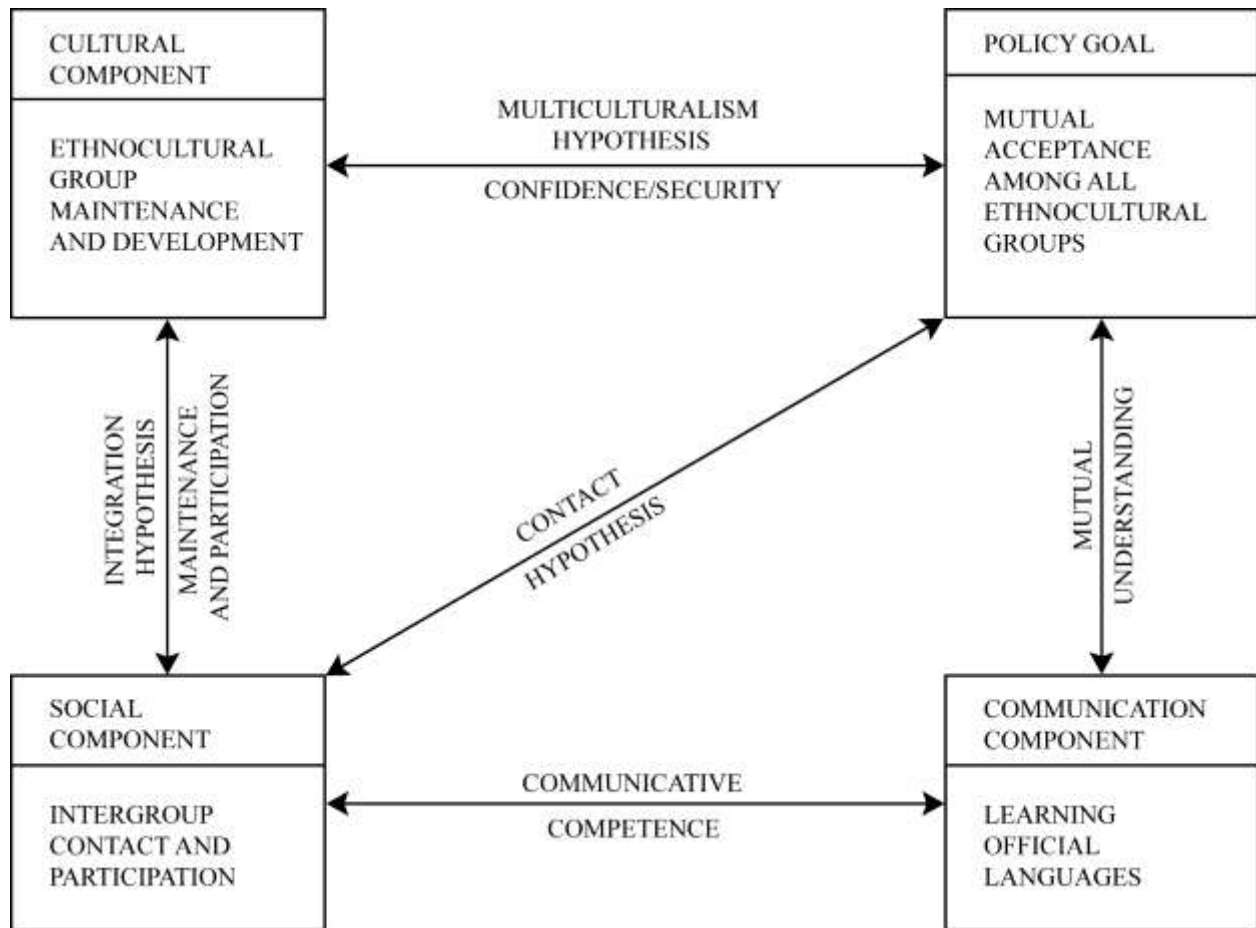 CULTURAL
COMPONENT
ETHNOCULTURAL
GROUP
MAINTENANCE
AND DEVELOPMENT
MULTICULTURALISM
HYPOTHESIS
CONFIDENCE/SECURITY
POLICY GOAL
MUTUAL
ACCEPTANCE
AMONG ALL
ETHNOCULTURAL
GROUPS
INTEGRATION
HYPOTHESIS
MAINTENANCE
AND PARTICIPATION
CONTACT
HYPOTHESIS
MUTUAL
UNDERSTANDING
SOCIAL
COMPONENT
INTERGROUP
CONTACT AND
PARTICIPATION
COMMUNICATIVE
COMPETENCE
COMMUNICATION
COMPONENT
LEARNING
OFFICIAL
LANGUAGES